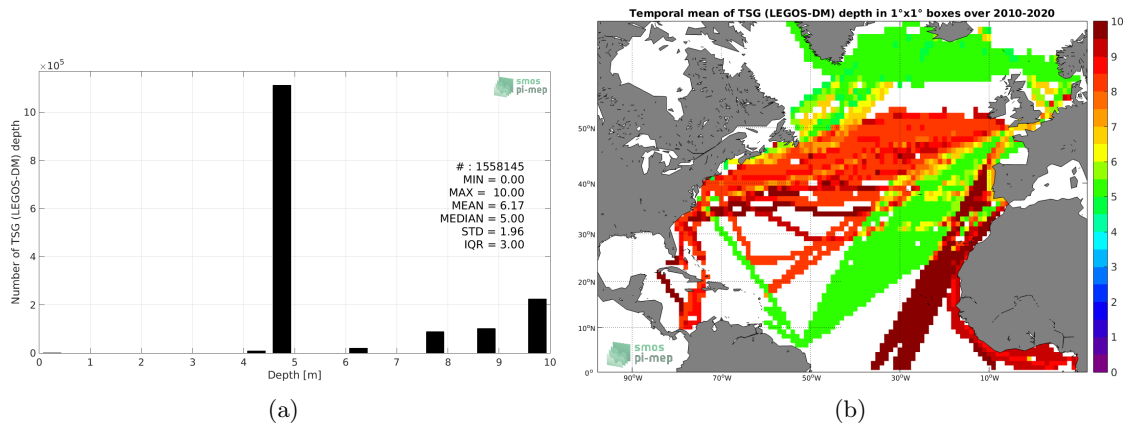 ×10⁵
smos
pi-mep
10
8
6
4
2
0
Number of TSG (LEGOS-DM) depth
# : 1558145
MIN = 0.00
MAX = 10.00
MEAN = 6.17
MEDIAN = 5.00
STD = 1.96
IQR = 3.00
0 1 2 3 4 5 6 7 8 9 10
Depth [m]
(a)
Temporal mean of TSG (LEGOS-DM) depth in 1°x1° boxes over 2010-2020
50°N
40°N
30°N
20°N
10°N
0°
90°W 70°W 50°W 30°W 10°W
smos
pi-mep
10
9
8
7
6
5
4
3
2
1
0
(b)